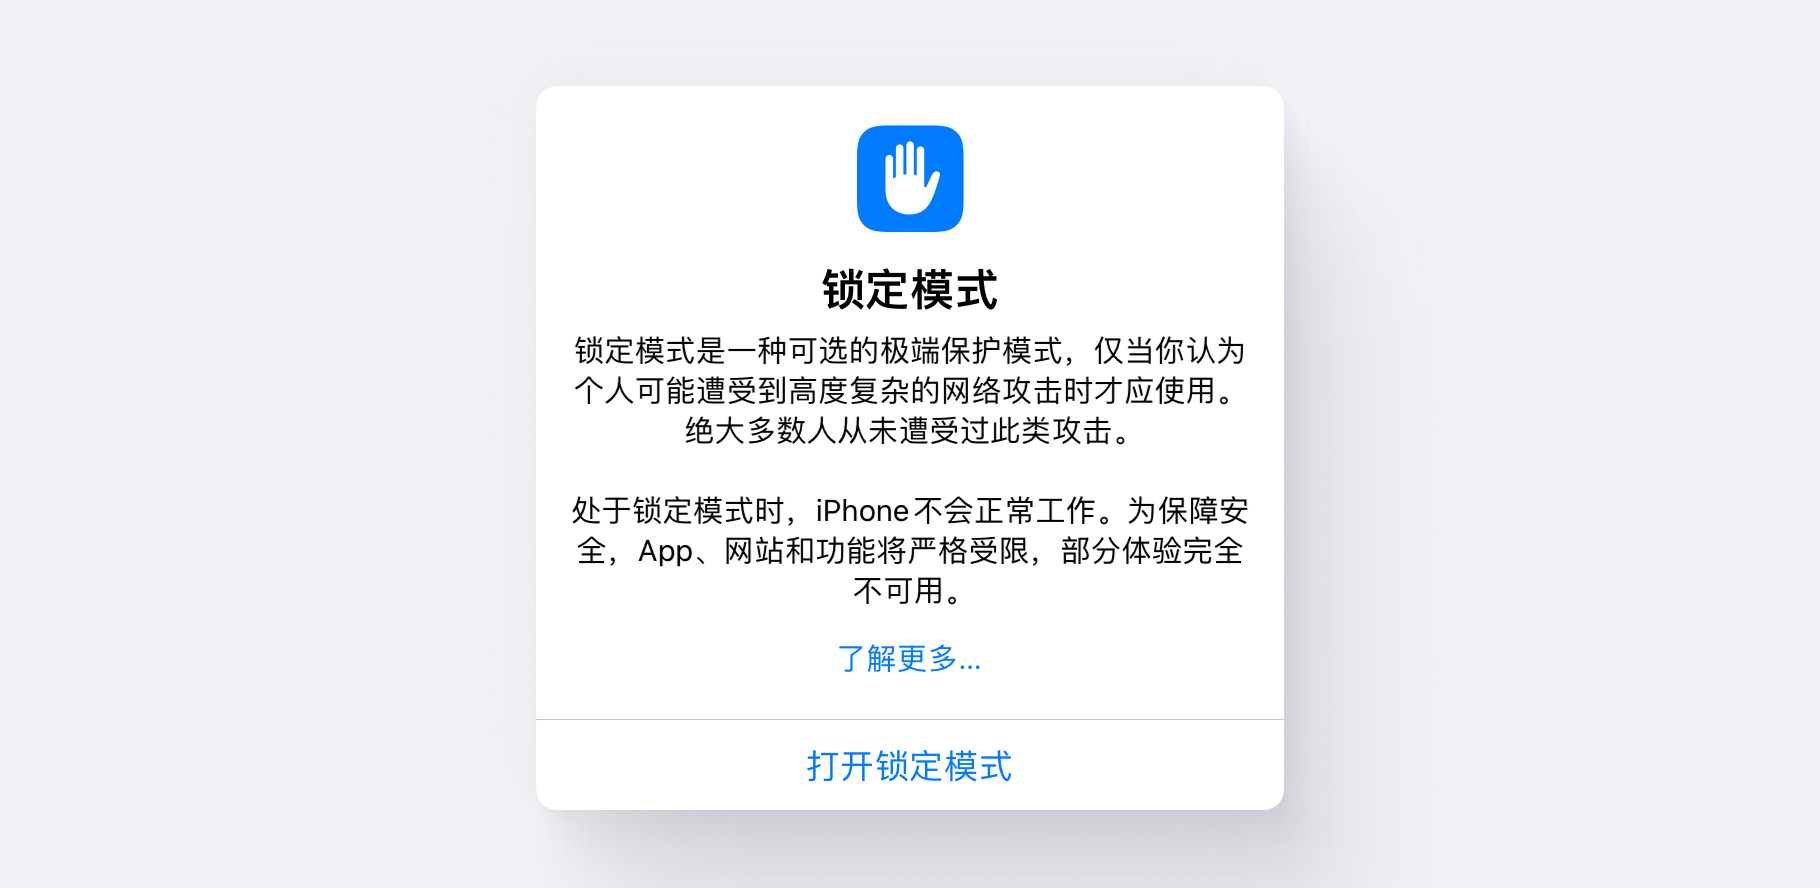 锁定模式
锁定模式是一种可选的极端保护模式，仅当你认为
个人可能遭受到高度复杂的网络攻击时才应使用。
绝大多数人从未遭受过此类攻击。
处于锁定模式时，iPhone不会正常工作。为保障安
全，App、网站和功能将严格受限，部分体验完全
不可用。
了解更多...
打开锁定模式